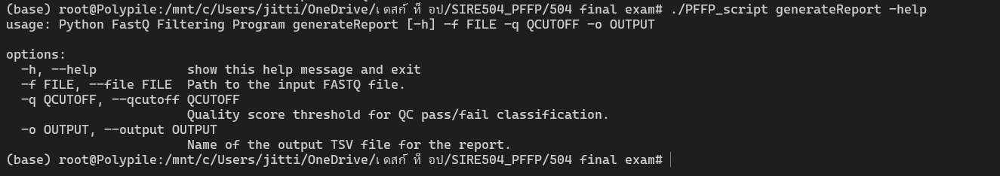 (base) root@Polypile:/mnt/c/Users/jitti/OneDrive/เดสก์ท็อป/SIRE504_PFFP/504 final exam# ./PFFP_script generateReport -help
usage: Python FastQ Filtering Program generateReport [-h] -f FILE -q QCUTOFF -o OUTPUT
options:
-h, --help show this help message and exit
-f FILE, --file FILE Path to the input FASTQ file.
-q QCUTOFF, --qcutoff QCUTOFF
Quality score threshold for QC pass/fail classification.
-o OUTPUT, --output OUTPUT
Name of the output TSV file for the report.
(base) root@Polypile:/mnt/c/Users/jitti/OneDrive/เดสก์ท็อป/SIRE504_PFFP/504 final exam#